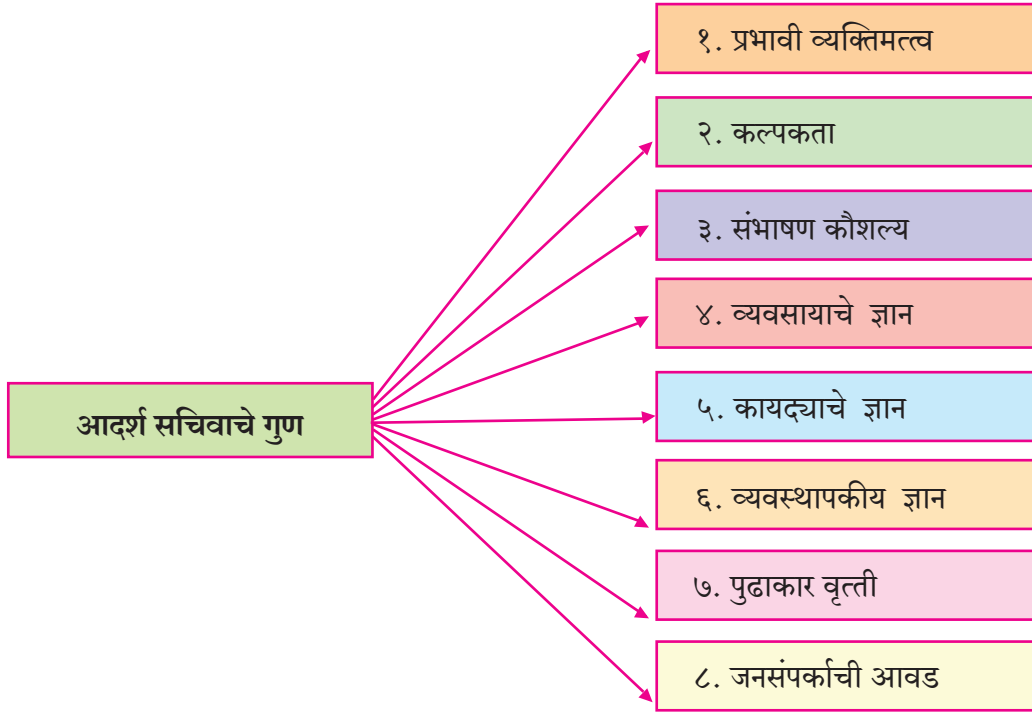 आदर्श सचिवाचे गुण
१. प्रभावी व्यक्तिमत्त्व
२. कल्पकता
३. संभाषण कौशल्य
४. व्यवसायाचे ज्ञान
५. कायद्याचे ज्ञान
६. व्यवस्थापकीय ज्ञान
७. पुढाकार वृत्ती
८. जनसंपर्काची आवड